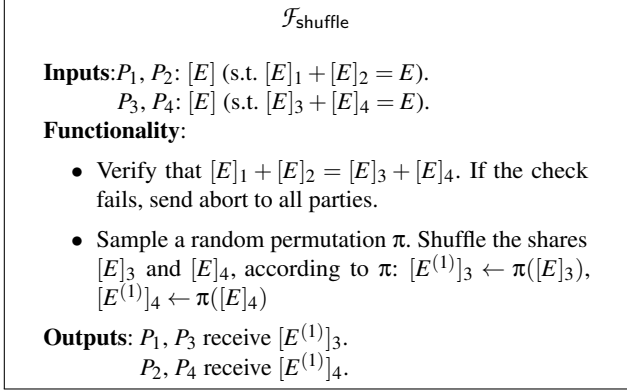 ℱshuffle
Inputs:P1, P2: [E] (s.t. [E]1 + [E]2 = E).
P3, P4: [E] (s.t. [E]3 + [E]4 = E).
Functionality:
• Verify that [E]1 + [E]2 = [E]3 + [E]4. If the check
fails, send abort to all parties.
• Sample a random permutation π. Shuffle the shares
[E]3 and [E]4, according to π: [E(1)]3 ← π([E]3),
[E(1)]4 ← π([E]4)
Outputs: P1, P3 receive [E(1)]3.
P2, P4 receive [E(1)]4.